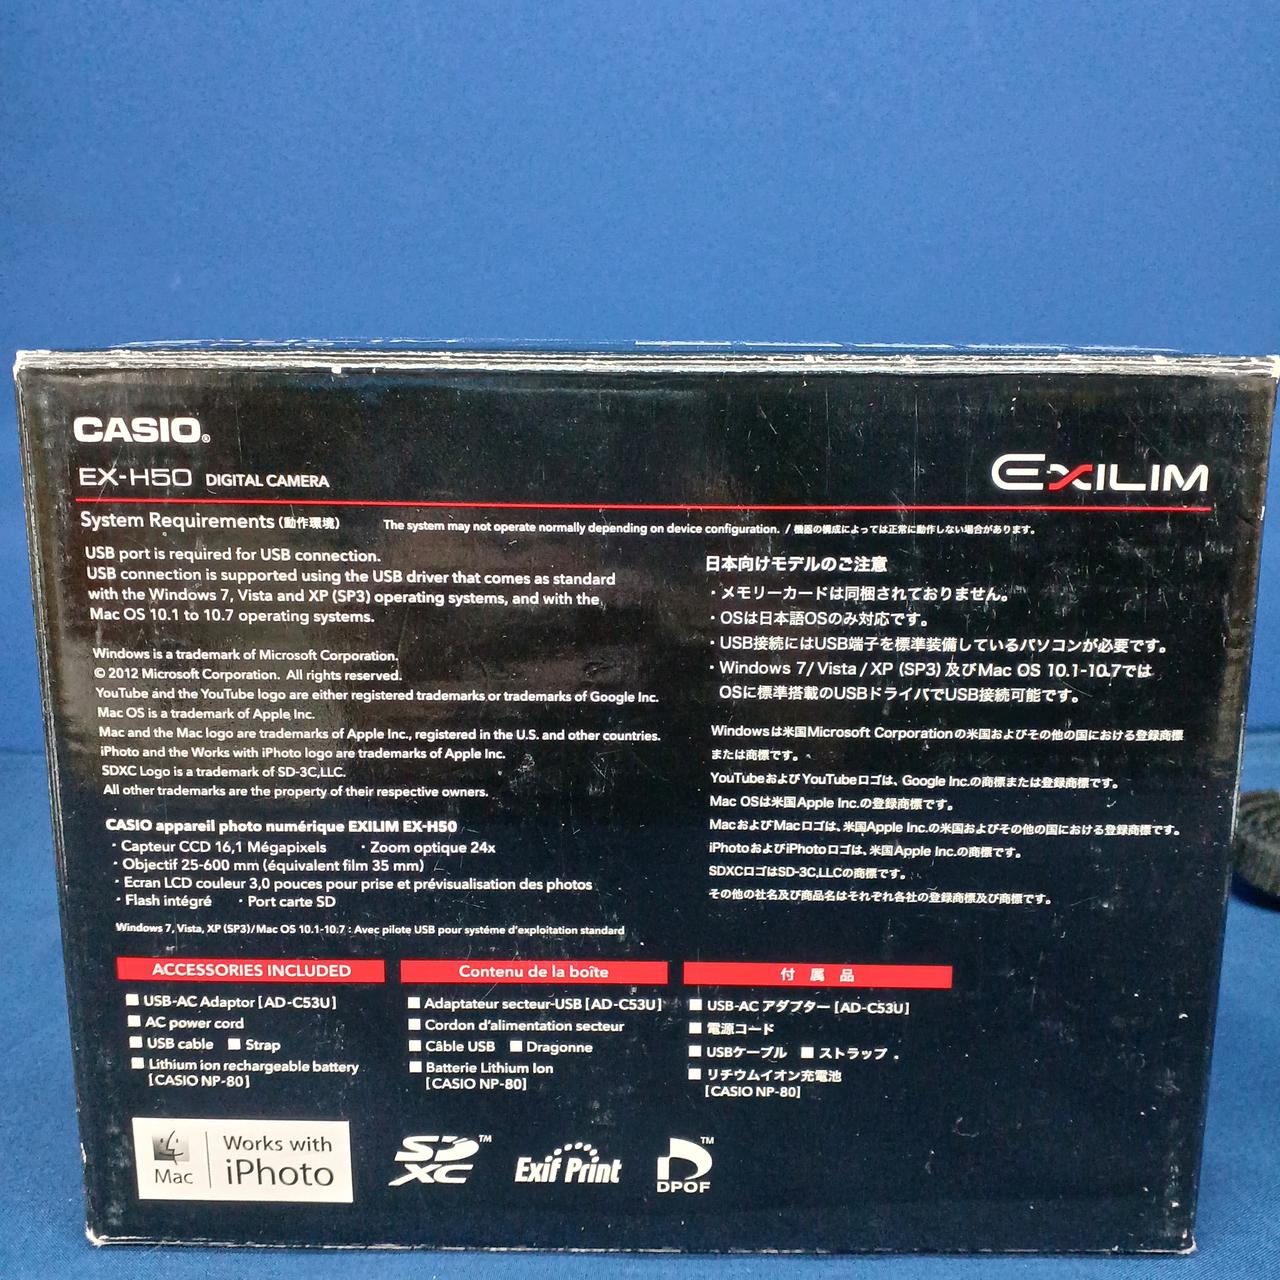 CASIO®
EX-H50 DIGITAL CAMERA
EXILIM
System Requirements (動作環境)
The system may not operate normally depending on device configuration. / 機器の構成によっては正常に動作しない場合があります。
USB port is required for USB connection.
USB connection is supported using the USB driver that comes as standard
with the Windows 7, Vista and XP (SP3) operating systems, and with the
Mac OS 10.1 to 10.7 operating systems.
Windows is a trademark of Microsoft Corporation.
© 2012 Microsoft Corporation. All rights reserved.
YouTube and the YouTube logo are either registered trademarks or trademarks of Google Inc.
Mac OS is a trademark of Apple Inc.
Mac and the Mac logo are trademarks of Apple Inc., registered in the U.S. and other countries.
iPhoto and the Works with iPhoto logo are trademarks of Apple Inc.
SDXC Logo is a trademark of SD-3C,LLC.
All other trademarks are the property of their respective owners.
CASIO appareil photo numérique EXILIM EX-H50
・Capteur CCD 16,1 Mégapixels ・Zoom optique 24x
・Objectif 25-600 mm (équivalent film 35 mm)
・Ecran LCD couleur 3,0 pouces pour prise et prévisualisation des photos
・Flash intégré ・Port carte SD
Windows 7, Vista, XP (SP3)/Mac OS 10.1-10.7 : Avec pilote USB pour systéme d'exploitation standard
日本向けモデルのご注意
・メモリーカードは同梱されておりません。
・OSは日本語OSのみ対応です。
・USB接続にはUSB端子を標準装備しているパソコンが必要です。
・Windows 7/Vista/XP (SP3) 及びMac OS 10.1-10.7では
OSに標準搭載のUSBドライバでUSB接続可能です。
Windowsは米国Microsoft Corporationの米国およびその他の国における登録商標
または商標です。
YouTubeおよびYouTubeロゴは、Google Inc.の商標または登録商標です。
Mac OSは米国Apple Inc.の登録商標です。
MacおよびMacロゴは、米国Apple Inc.の米国およびその他の国における登録商標です。
iPhotoおよびiPhotoロゴは、米国Apple Inc.の商標です。
SDXCロゴはSD-3C,LLCの商標です。
その他の社名及び商品名はそれぞれ各社の登録商標及び商標です。
ACCESSORIES INCLUDED
■ USB-AC Adaptor [AD-C53U]
■ AC power cord
■ USB cable ■ Strap
■ Lithium ion rechargeable battery
[CASIO NP-80]
Contenu de la boîte
■ Adaptateur secteur-USB [AD-C53U]
■ Cordon d'alimentation secteur
■ Câble USB ■ Dragonne
■ Batterie Lithium Ion
[CASIO NP-80]
付属品
■ USB-AC アダプター [AD-C53U]
■ 電源コード
■ USBケーブル ■ ストラップ
■ リチウムイオン充電池
[CASIO NP-80]
Mac
Works with
iPhoto
SD XC™
Exif Print
DPOF™